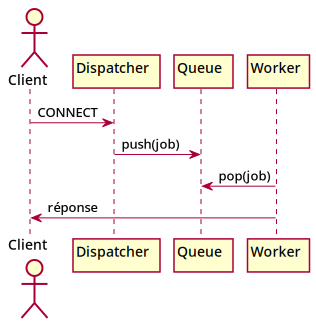 Client
Dispatcher
Queue
Worker
CONNECT
push(job)
pop(job)
réponse
Client
Dispatcher
Queue
Worker